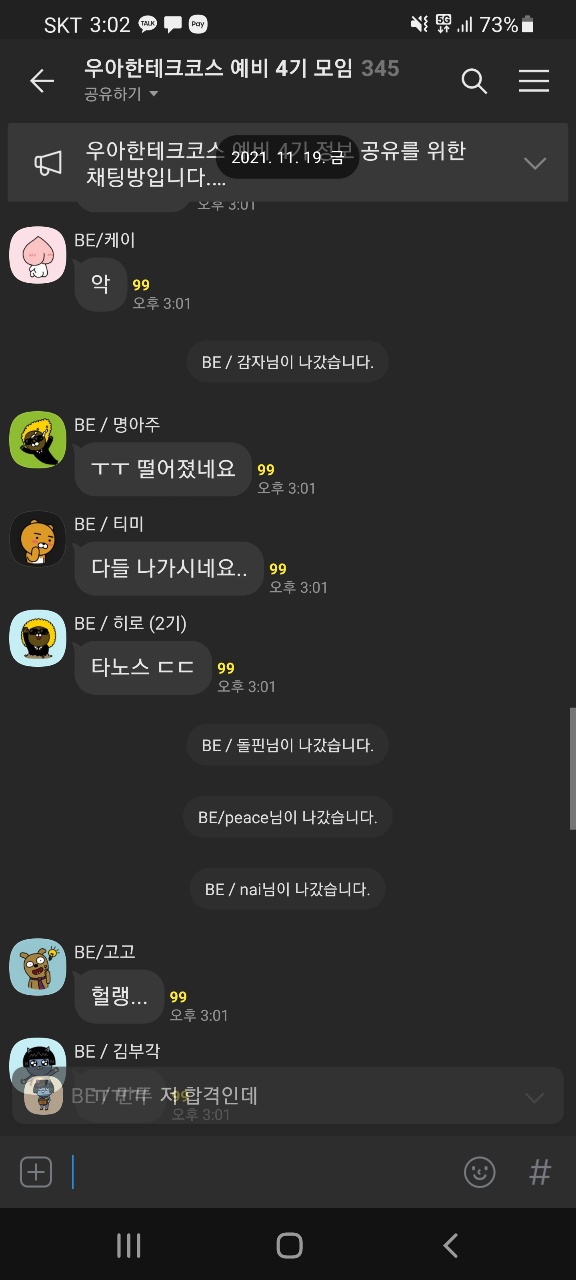 SKT 3:02 TALK Pay 5G 73%
우아한테크코스 예비 4기 모임 345
공유하기
우아한테크코스 예비 4기 정보 공유를 위한
2021. 11. 19. 금
채팅방입니다....
오후 3:01
BE/케이
악
99
오후 3:01
BE / 감자님이 나갔습니다.
BE / 명아주
ㅜㅜ 떨어졌네요
99
오후 3:01
BE / 티미
다들 나가시네요..
99
오후 3:01
BE / 히로 (2기)
타노스 ㄷㄷ
99
오후 3:01
BE / 돌핀님이 나갔습니다.
BE/peace님이 나갔습니다.
BE / nai님이 나갔습니다.
BE/고고
헐랭...
99
오후 3:01
BE / 김부각
BE / 만두 저 합격인데
99
오후 3:01
#